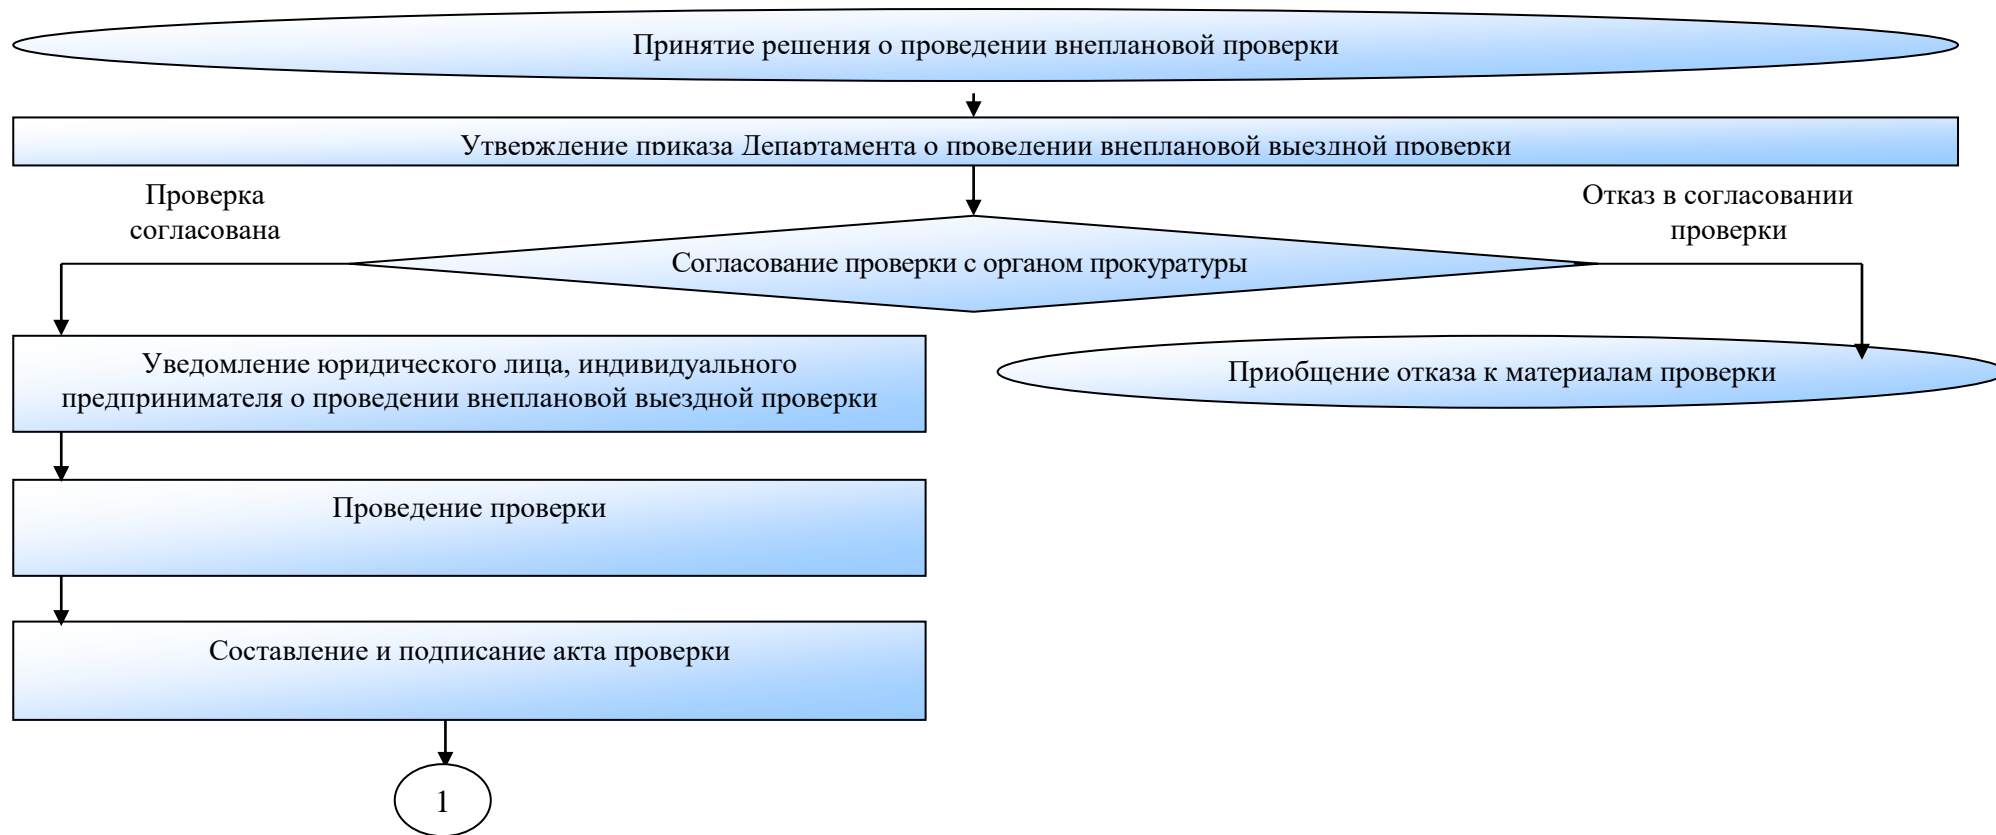 Принятие решения о проведении внеплановой проверки
Утверждение приказа Департамента о проведении внеплановой выездной проверки
Проверка
согласована
Отказ в согласовании
проверки
Согласование проверки с органом прокуратуры
Уведомление юридического лица, индивидуального
предпринимателя о проведении внеплановой выездной проверки
Приобщение отказа к материалам проверки
Проведение проверки
Составление и подписание акта проверки
1